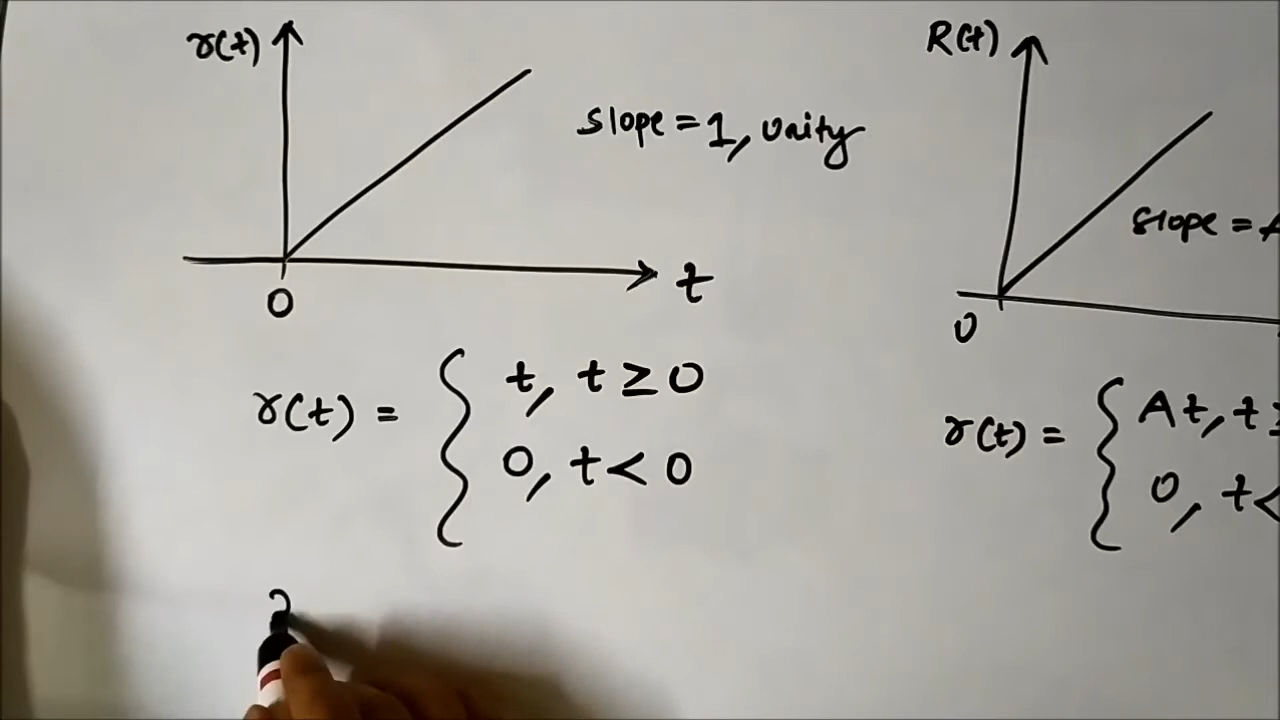 r(t)
slope = 1, unity
0
t
r(t) = { t, t ≥ 0
0, t < 0
R(t)
slope =
0
r(t) = { At, t ≥
0, t <